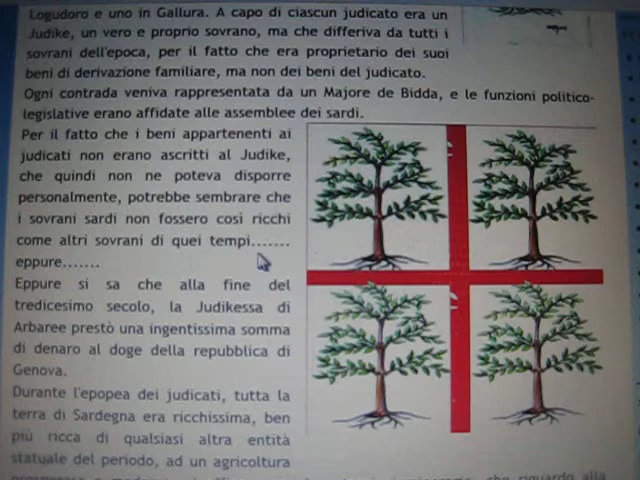 Logudoro e uno in Gallura. A capo di ciascun judicato era un
Judike, un vero e proprio sovrano, ma che differiva da tutti i
sovrani dell'epoca, per il fatto che era proprietario dei suoi
beni di derivazione familiare, ma non dei beni del judicato.
Ogni contrada veniva rappresentata da un Majore de Bidda, e le funzioni politico-
legislative erano affidate alle assemblee dei sardi.
Per il fatto che i beni appartenenti ai
judicati non erano ascritti al Judike,
che quindi non ne poteva disporre
personalmente, potrebbe sembrare che
i sovrani sardi non fossero così ricchi
come altri sovrani di quei tempi.......
eppure.......
Eppure si sa che alla fine del
tredicesimo secolo, la Judikessa di
Arbaree prestò una ingentissima somma
di denaro al doge della repubblica di
Genova.
Durante l'epopea dei judicati, tutta la
terra di Sardegna era ricchissima, ben
più ricca di qualsiasi altra entità
statuale del periodo, ad un agricoltura
che riguardo alla